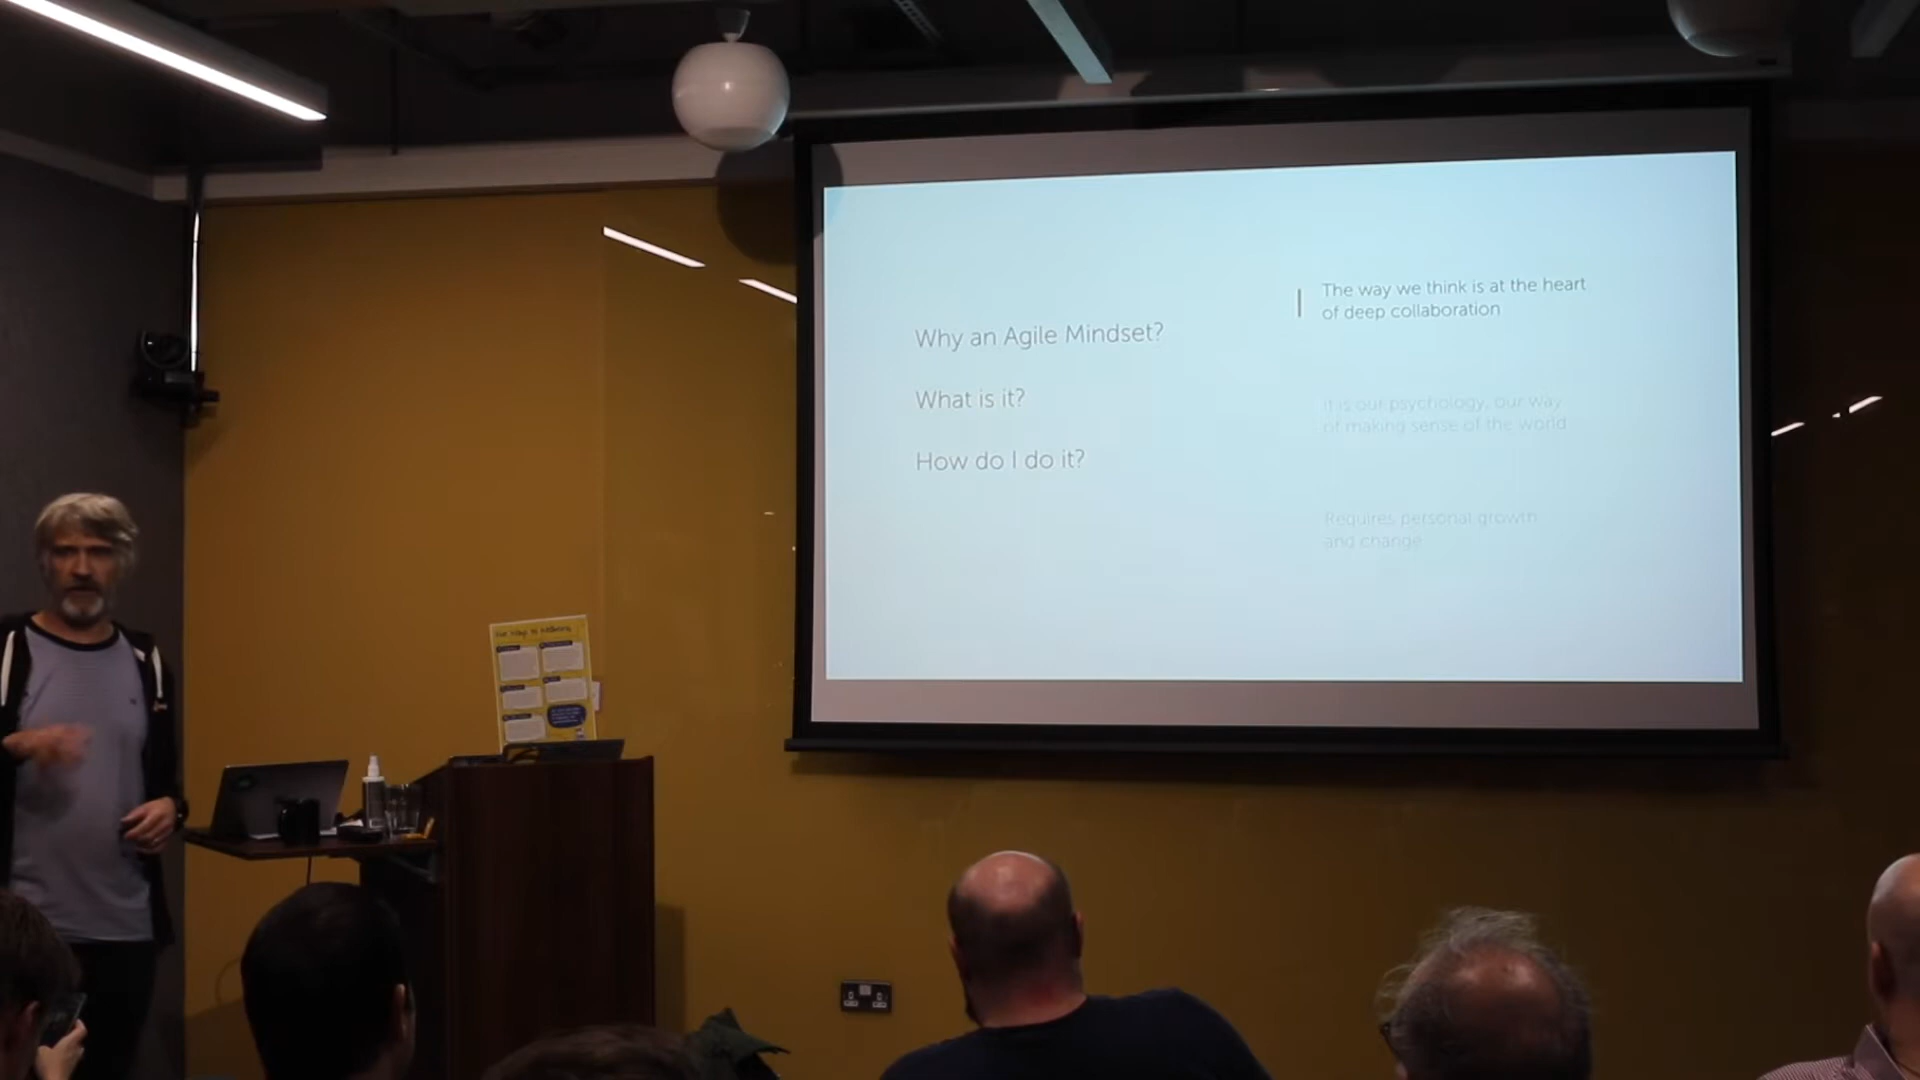 Why an Agile Mindset?
What is it?
How do I do it?
The way we think is at the heart
of deep collaboration
It is our psychology, our way
of making sense of the world
Requires personal growth
and change